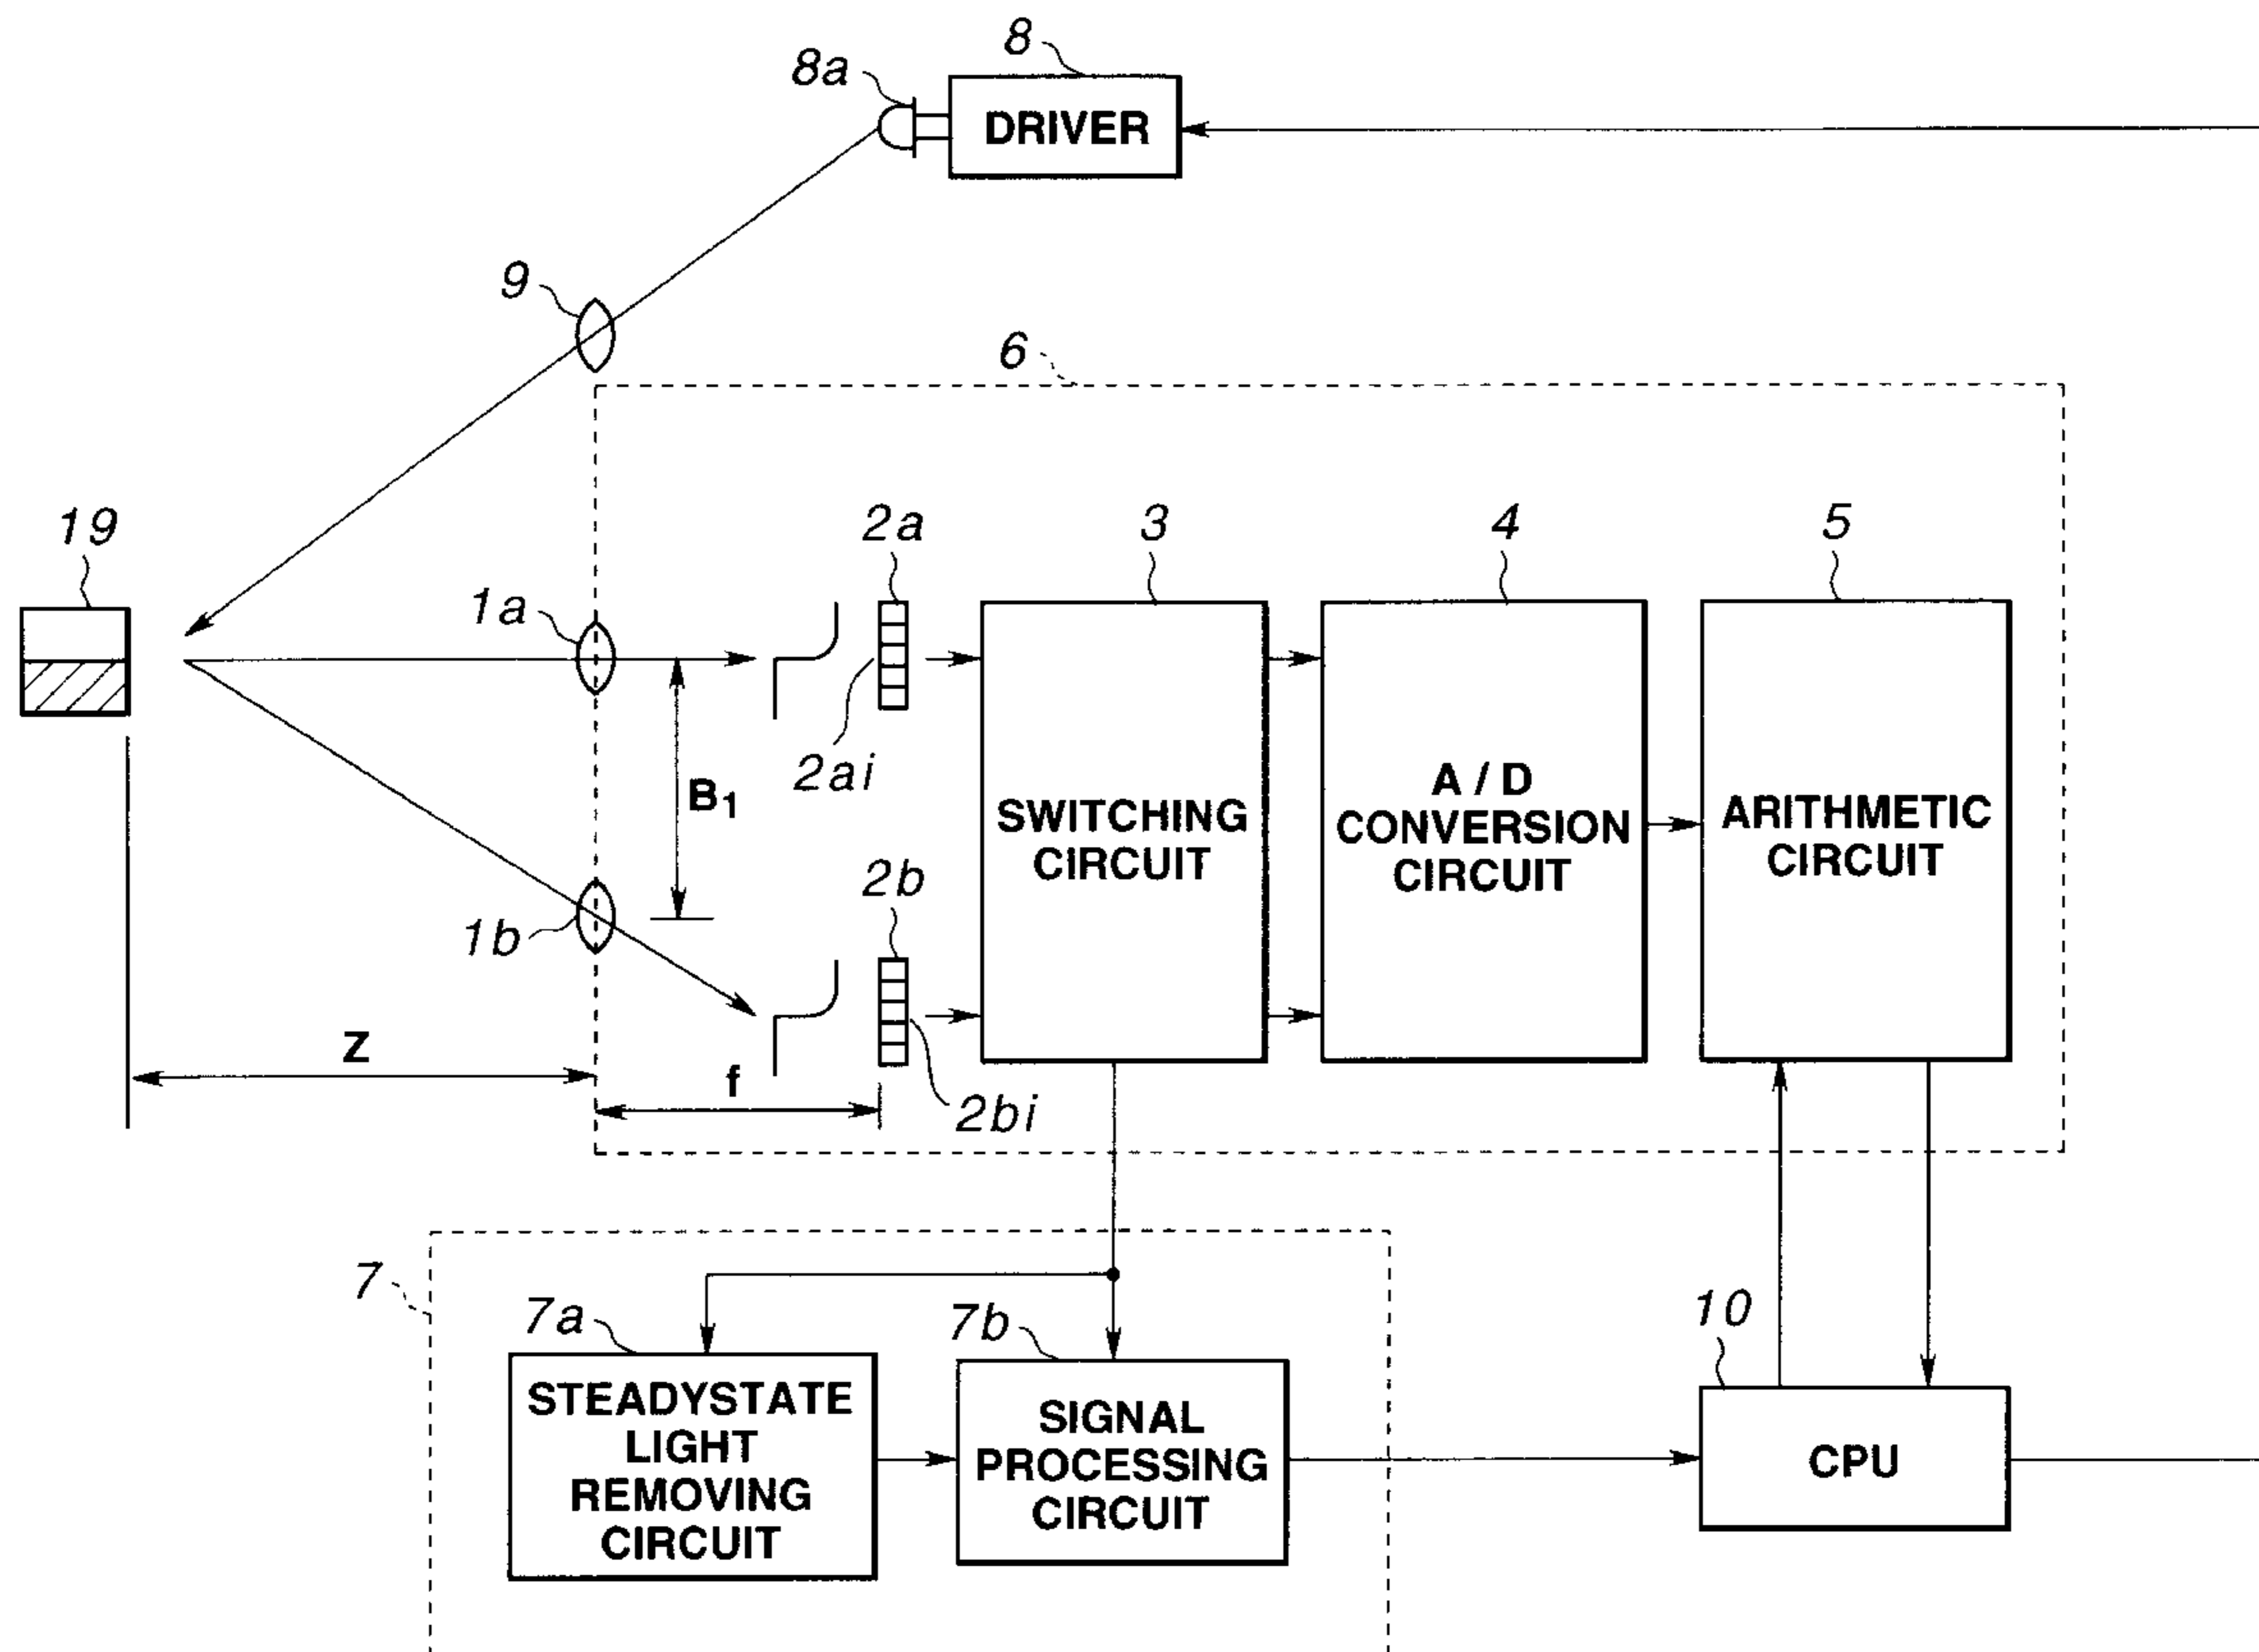 8
8a
DRIVER
9
6
19
1a
2a
3
4
5
2ai
B1
SWITCHING
CIRCUIT
A / D
CONVERSION
CIRCUIT
ARITHMETIC
CIRCUIT
2b
1b
Z
f
2bi
7
7a
7b
10
STEADYSTATE
LIGHT
REMOVING
CIRCUIT
SIGNAL
PROCESSING
CIRCUIT
CPU